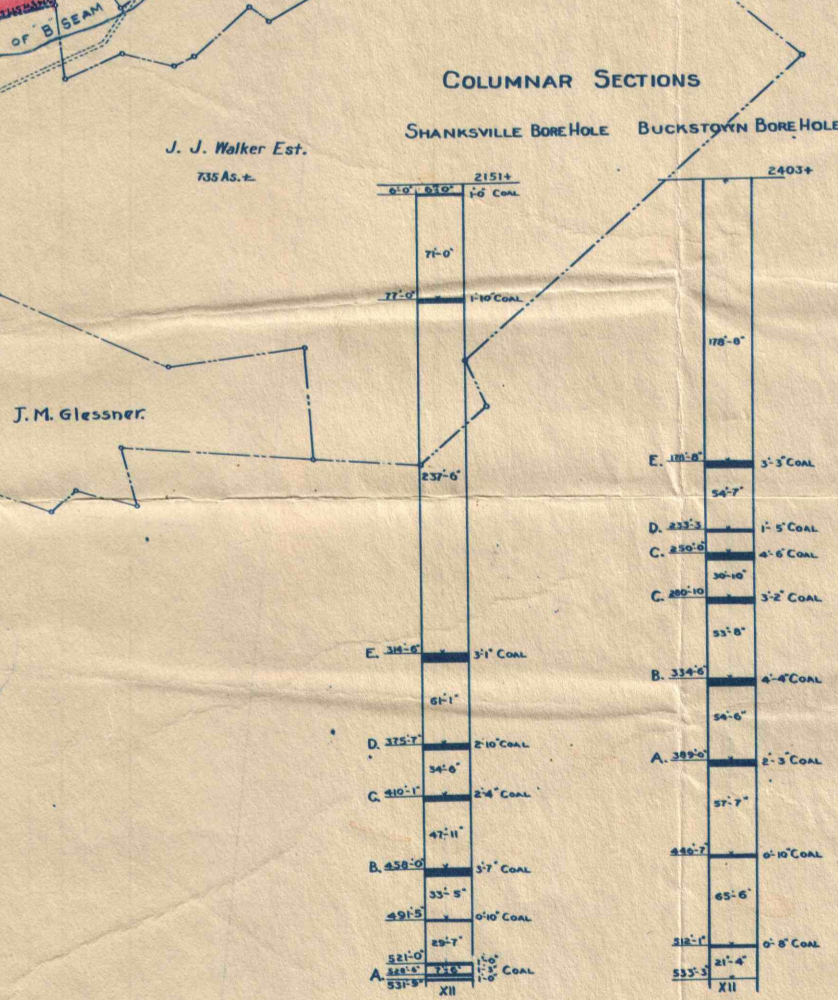 OF "B" SEAM
COLUMNAR SECTIONS
J. J. Walker Est.
735 As.±
J.M. Glessner.
SHANKSVILLE BORE HOLE
2151+
6'-0" 6'-0" 1'-0" COAL
71'-0"
77'-0" 1'-10" COAL
237'-6"
E. 314'-6" 3'-1" COAL
61'-1"
D. 375'-7" 2'-10" COAL
34'-6"
C. 410'-1" 2'-4" COAL
47'-11"
B. 458'-0" 3'-7" COAL
33'-5"
491'-5" 0'-10" COAL
29'-7"
521'-0" 1'-0"
A. 528'-6" 7'-6" COAL
531'-9" 1'-0"
XII
BUCKSTOWN BORE HOLE
2403+
178'-8"
E. 178'-8" 3'-3" COAL
54'-7"
D. 233'-3 1'-5" COAL
C. 250'-0" 4'-6" COAL
30'-10"
C. 280'-10 3'-2" COAL
53'-8"
B. 334'-6" 4'-4" COAL
54'-6"
A. 389'-0" 2'-3" COAL
57'-7"
446'-7" 0'-10" COAL
65'-6"
512'-1" 0'-8" COAL
21'-4"
533'-3
XII